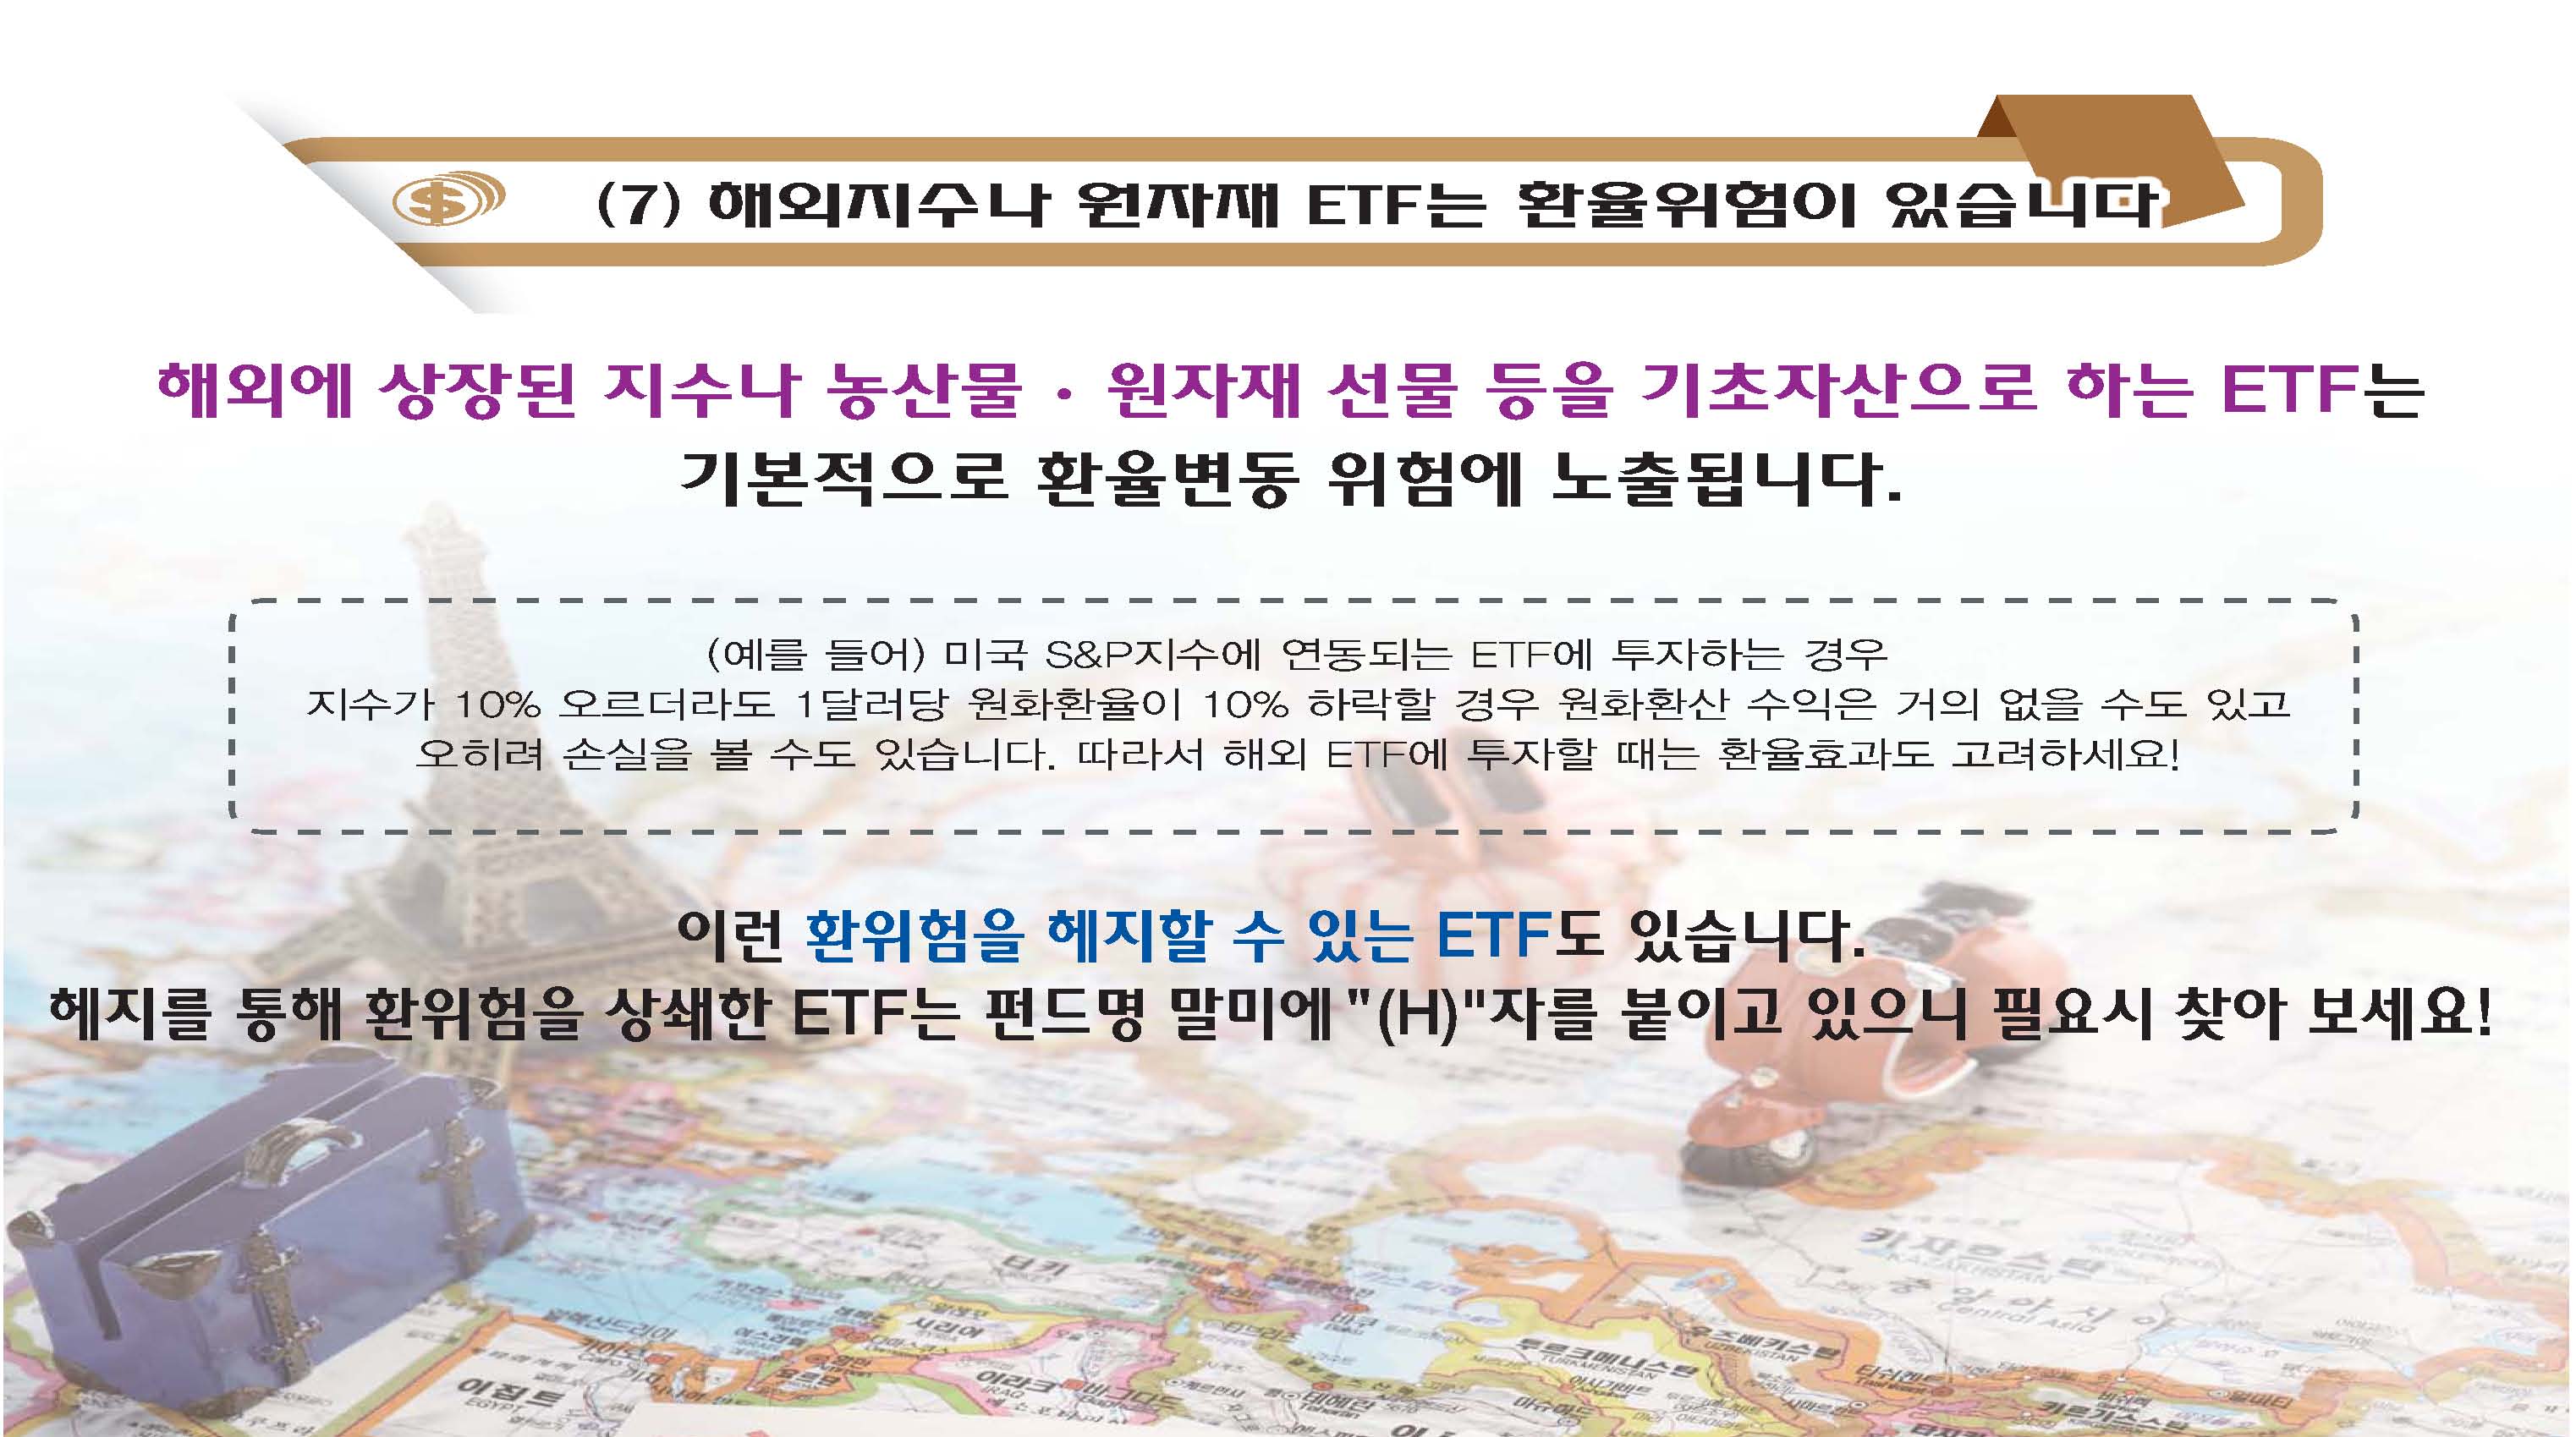 (7) 해외지수나 원자재 ETF는 환율위험이 있습니다
해외에 상장된 지수나 농산물 · 원자재 선물 등을 기초자산으로 하는 ETF는
기본적으로 환율변동 위험에 노출됩니다.
(예를 들어) 미국 S&P지수에 연동되는 ETF에 투자하는 경우
지수가 10% 오르더라도 1달러당 원화환율이 10% 하락할 경우 원화환산 수익은 거의 없을 수도 있고
오히려 손실을 볼 수도 있습니다. 따라서 해외 ETF에 투자할 때는 환율효과도 고려하세요!
이런 환위험을 헤지할 수 있는 ETF도 있습니다.
헤지를 통해 환위험을 상쇄한 ETF는 펀드명 말미에 "(H)"자를 붙이고 있으니 필요시 찾아 보세요!
터키
카자흐스탄
KAZAKHSTAN
중앙아시아
Central Asia
시리아
우즈베키스탄
UZBEKISTAN
투르크메니스탄
TURKMENISTAN
이라크
IRAQ
바그다드
이집트
EGYPT
카이로
Cairo
테헤란
타슈켄트
키르기스스탄